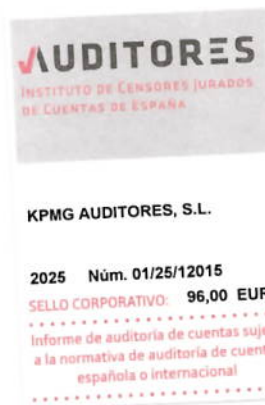 AUDITORES
INSTITUTO DE CENSORES JURADOS
DE CUENTAS DE ESPAÑA
KPMG AUDITORES, S.L.
2025 Núm. 01/25/12015
SELLO CORPORATIVO: 96,00 EUR
Informe de auditoría de cuentas
a la normativa de auditoría de
española o internacional